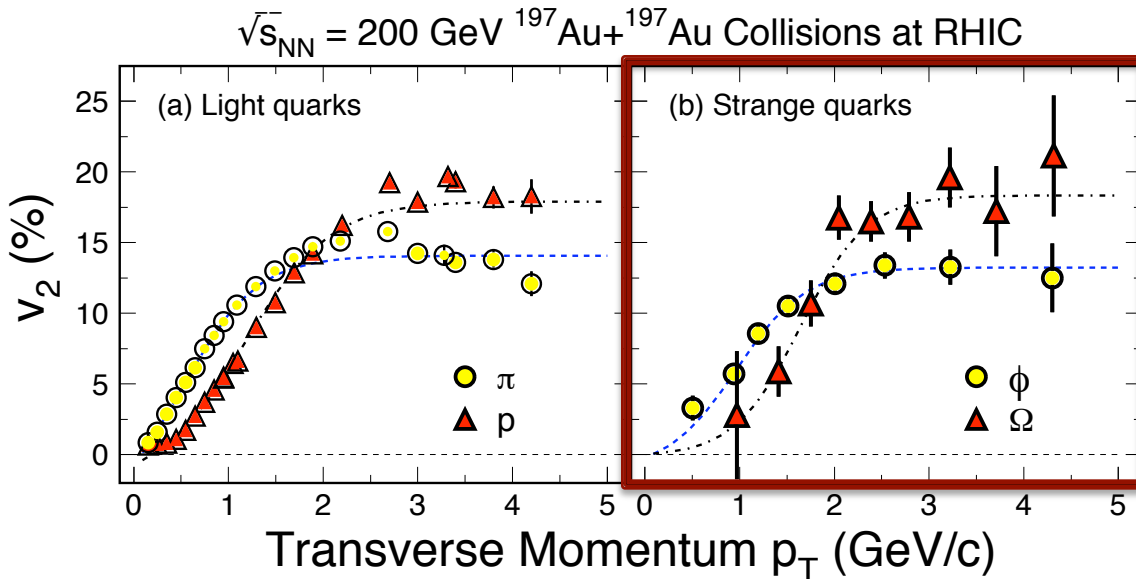 √s̅NN = 200 GeV ¹⁹⁷Au+¹⁹⁷Au Collisions at RHIC
(a) Light quarks
(b) Strange quarks
v₂ (%)
25
20
15
10
5
0
π
p
ϕ
Ω
0 1 2 3 4 5
0 1 2 3 4 5
Transverse Momentum pT (GeV/c)